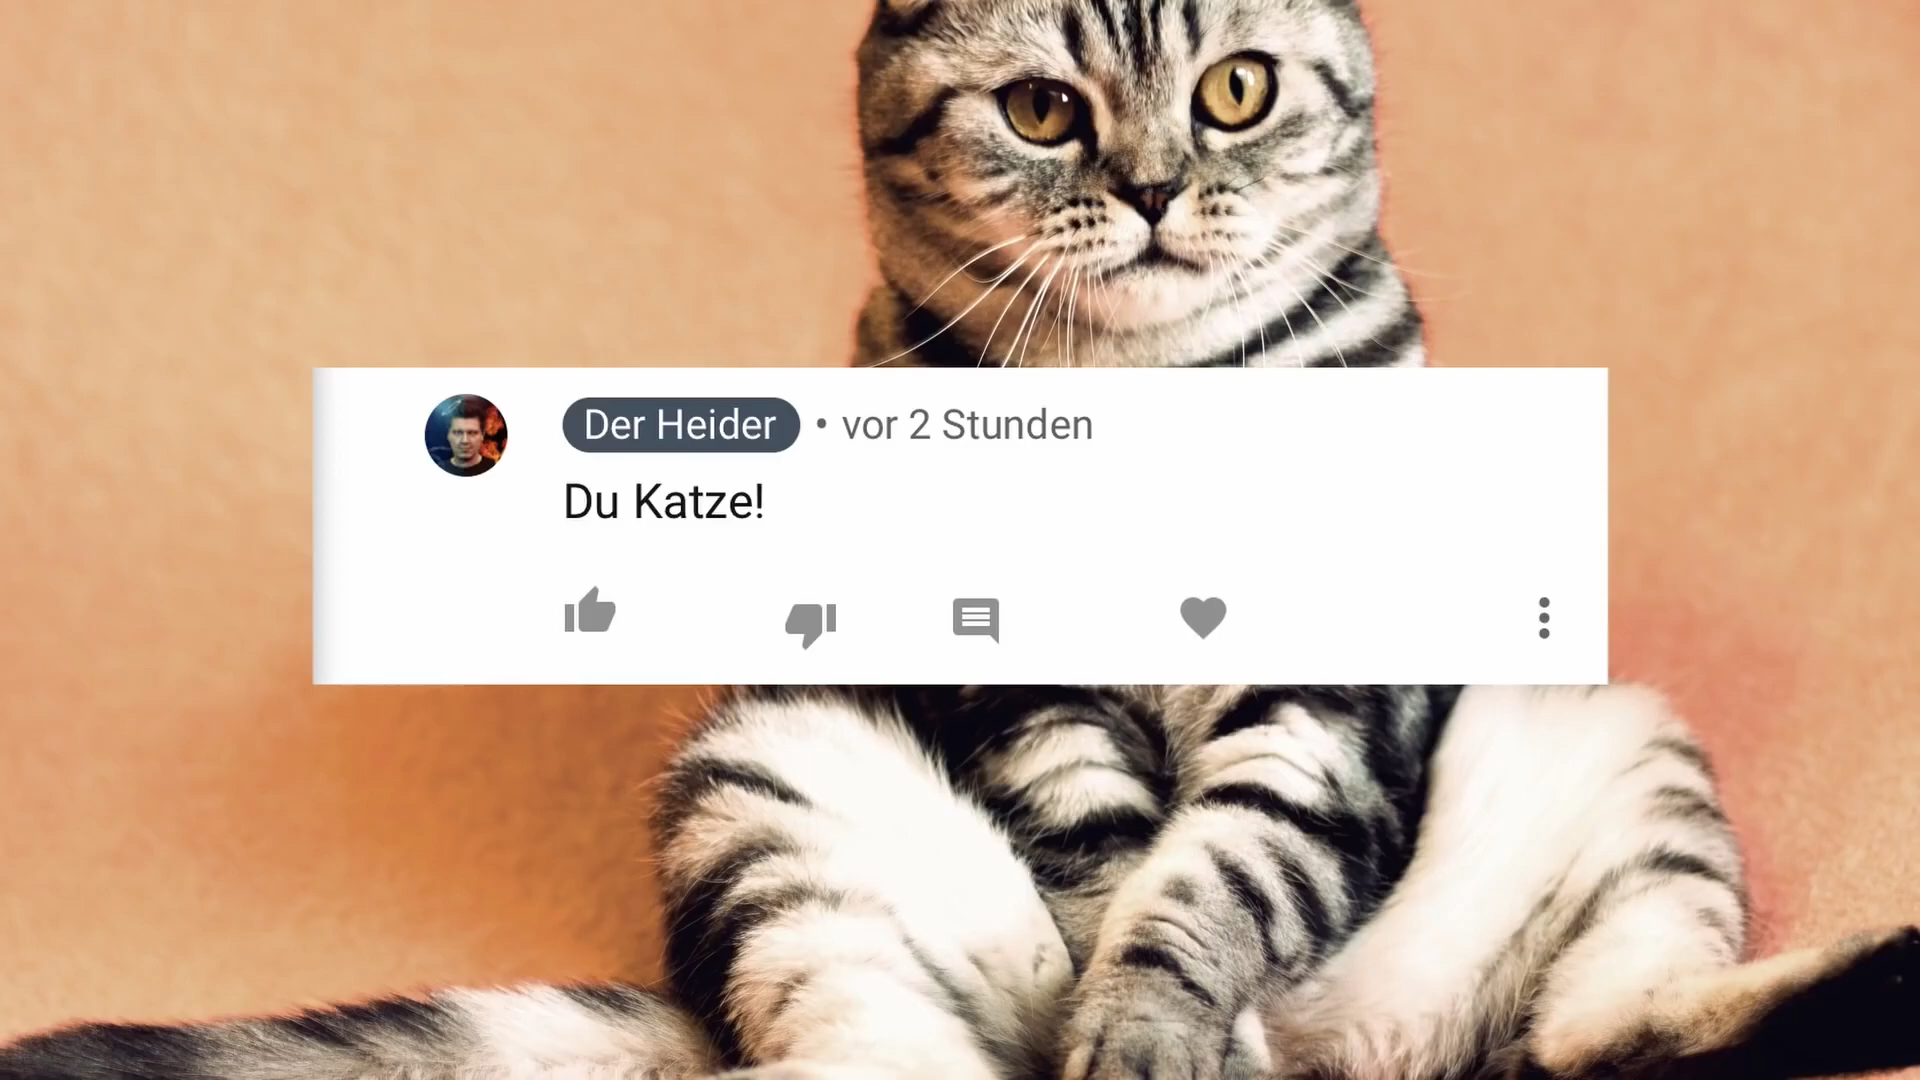 Der Heider • vor 2 Stunden
Du Katze!